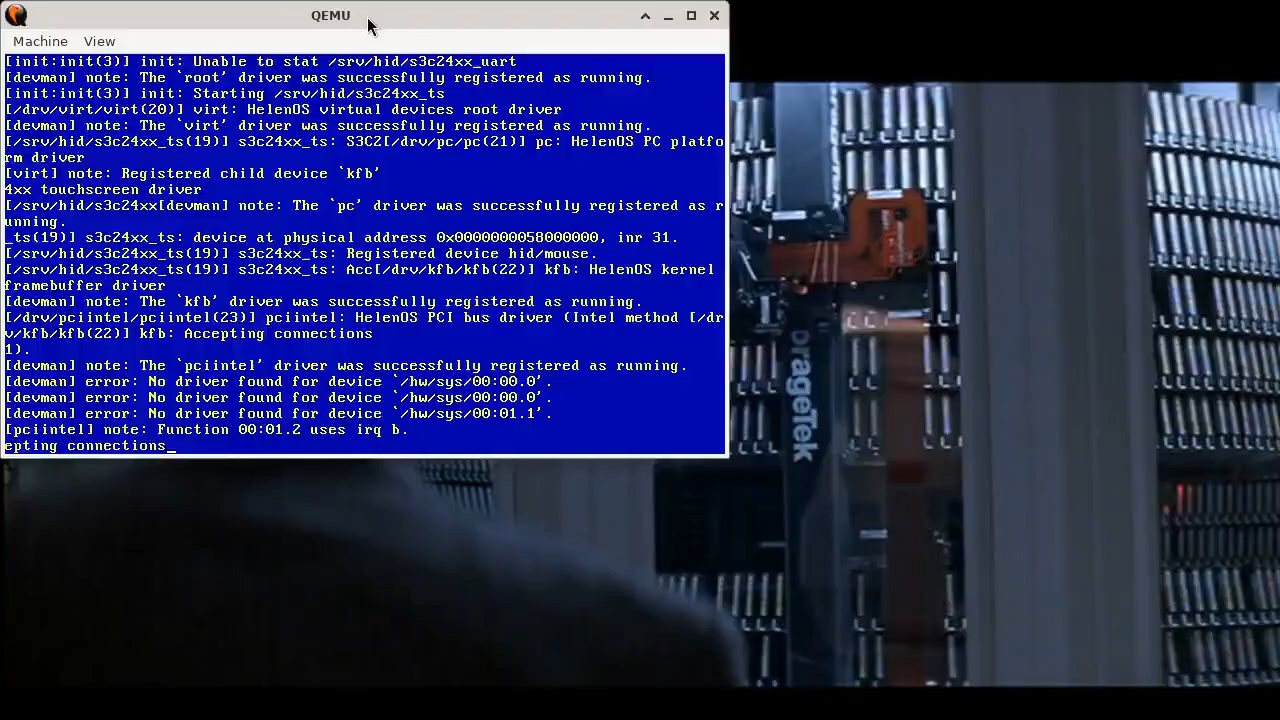 QEMU
Machine View
[init:init(3)] init: Unable to stat /srv/hid/s3c24xx_uart
[devman] note: The `root' driver was successfully registered as running.
[init:init(3)] init: Starting /srv/hid/s3c24xx_ts
[/drv/virt/virt(20)] virt: HelenOS virtual devices root driver
[devman] note: The `virt' driver was successfully registered as running.
[/srv/hid/s3c24xx_ts(19)] s3c24xx_ts: S3C2[/drv/pc/pc(21)] pc: HelenOS PC platfo
rm driver
[virt] note: Registered child device `kfb'
4xx touchscreen driver
[/srv/hid/s3c24xx[devman] note: The `pc' driver was successfully registered as r
unning.
_ts(19)] s3c24xx_ts: device at physical address 0x0000000058000000, inr 31.
[/srv/hid/s3c24xx_ts(19)] s3c24xx_ts: Registered device hid/mouse.
[/srv/hid/s3c24xx_ts(19)] s3c24xx_ts: Acc[/drv/kfb/kfb(22)] kfb: HelenOS kernel
framebuffer driver
[devman] note: The `kfb' driver was successfully registered as running.
[/drv/pciintel/pciintel(23)] pciintel: HelenOS PCI bus driver (Intel method [/dr
v/kfb/kfb(22)] kfb: Accepting connections
1).
[devman] note: The `pciintel' driver was successfully registered as running.
[devman] error: No driver found for device `/hw/sys/00:00.0'.
[devman] error: No driver found for device `/hw/sys/00:00.0'.
[devman] error: No driver found for device `/hw/sys/00:01.1'.
[pciintel] note: Function 00:01.2 uses irq b.
epting connections_